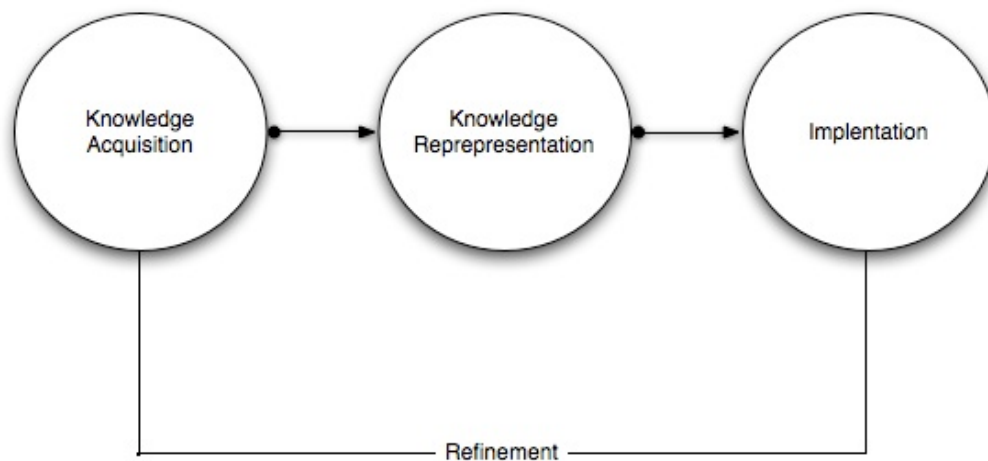 Knowledge
Acquisition
Knowledge
Reprepresentation
Implentation
Refinement